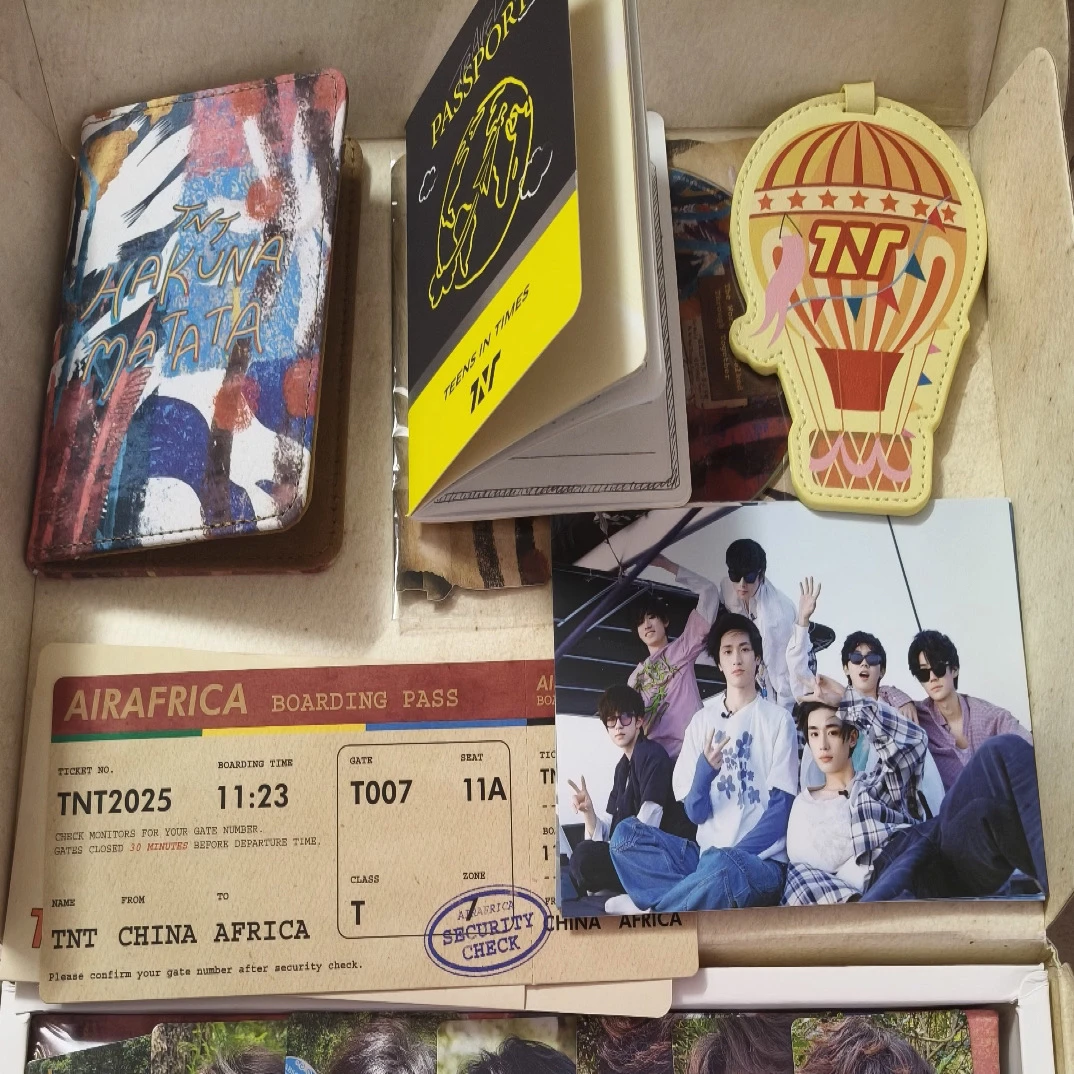 TNT
HAKUNA
MATATA
TRAVEL
PASSPORT
TEENS IN TIMES
TNT
TNT
AIRAFRICA BOARDING PASS
TICKET NO.
BOARDING TIME
GATE
SEAT
TNT2025
11:23
T007
11A
CHECK MONITORS FOR YOUR GATE NUMBER.
GATES CLOSED 30 MINUTES BEFORE DEPARTURE TIME.
CLASS
ZONE
T
7
NAME
FROM
TO
TNT CHINA AFRICA
CHINA AFRICA
AIRAFRICA
SECURITY
CHECK
Please confirm your gate number after security check.